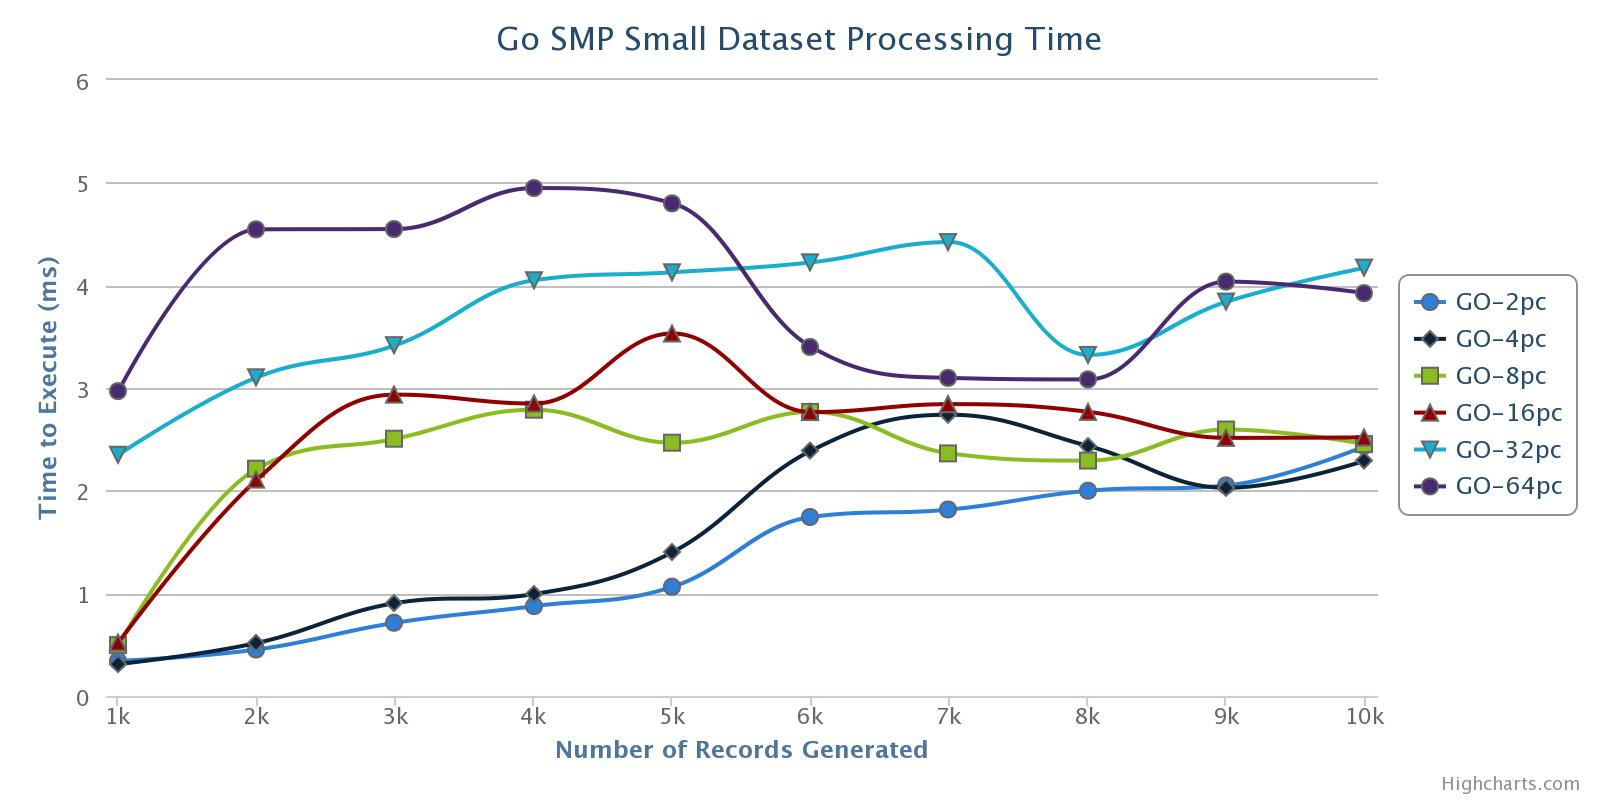 Go SMP Small Dataset Processing Time
6
5
4
3
2
1
0
Time to Execute (ms)
1k 2k 3k 4k 5k 6k 7k 8k 9k 10k
Number of Records Generated
GO-2pc
GO-4pc
GO-8pc
GO-16pc
GO-32pc
GO-64pc
Highcharts.com